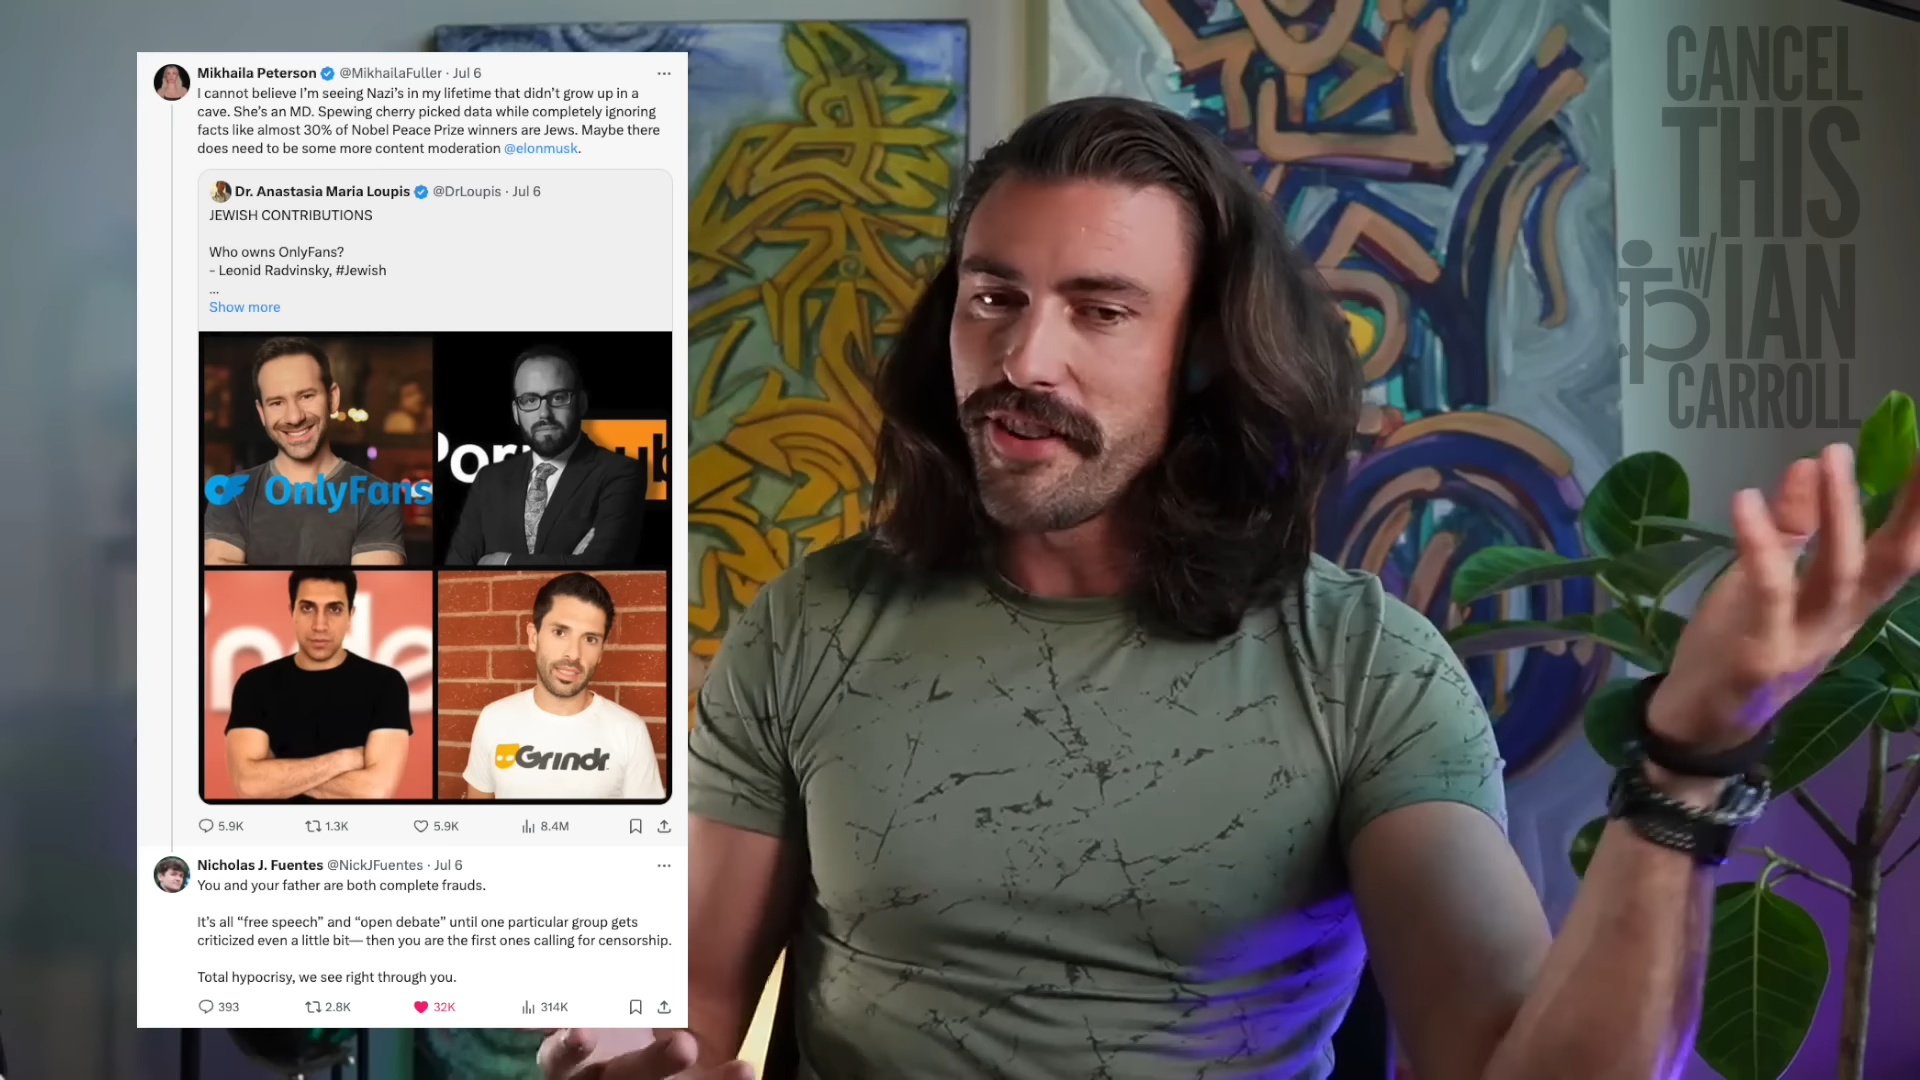 Mikhaila Peterson @MikhailaFuller · Jul 6
I cannot believe I’m seeing Nazi’s in my lifetime that didn’t grow up in a
cave. She’s an MD. Spewing cherry picked data while completely ignoring
facts like almost 30% of Nobel Peace Prize winners are Jews. Maybe there
does need to be some more content moderation @elonmusk.
Dr. Anastasia Maria Loupis @DrLoupis · Jul 6
JEWISH CONTRIBUTIONS
Who owns OnlyFans?
- Leonid Radvinsky, #Jewish
...
Show more
OnlyFans
Por ub
inde
Grindr
5.9K 1.3K 5.9K 8.4M
Nicholas J. Fuentes @NickJFuentes · Jul 6
You and your father are both complete frauds.
It’s all “free speech” and “open debate” until one particular group gets
criticized even a little bit— then you are the first ones calling for censorship.
Total hypocrisy, we see right through you.
393 2.8K 32K 314K
CANCEL
THIS
W/ IAN
CARROLL